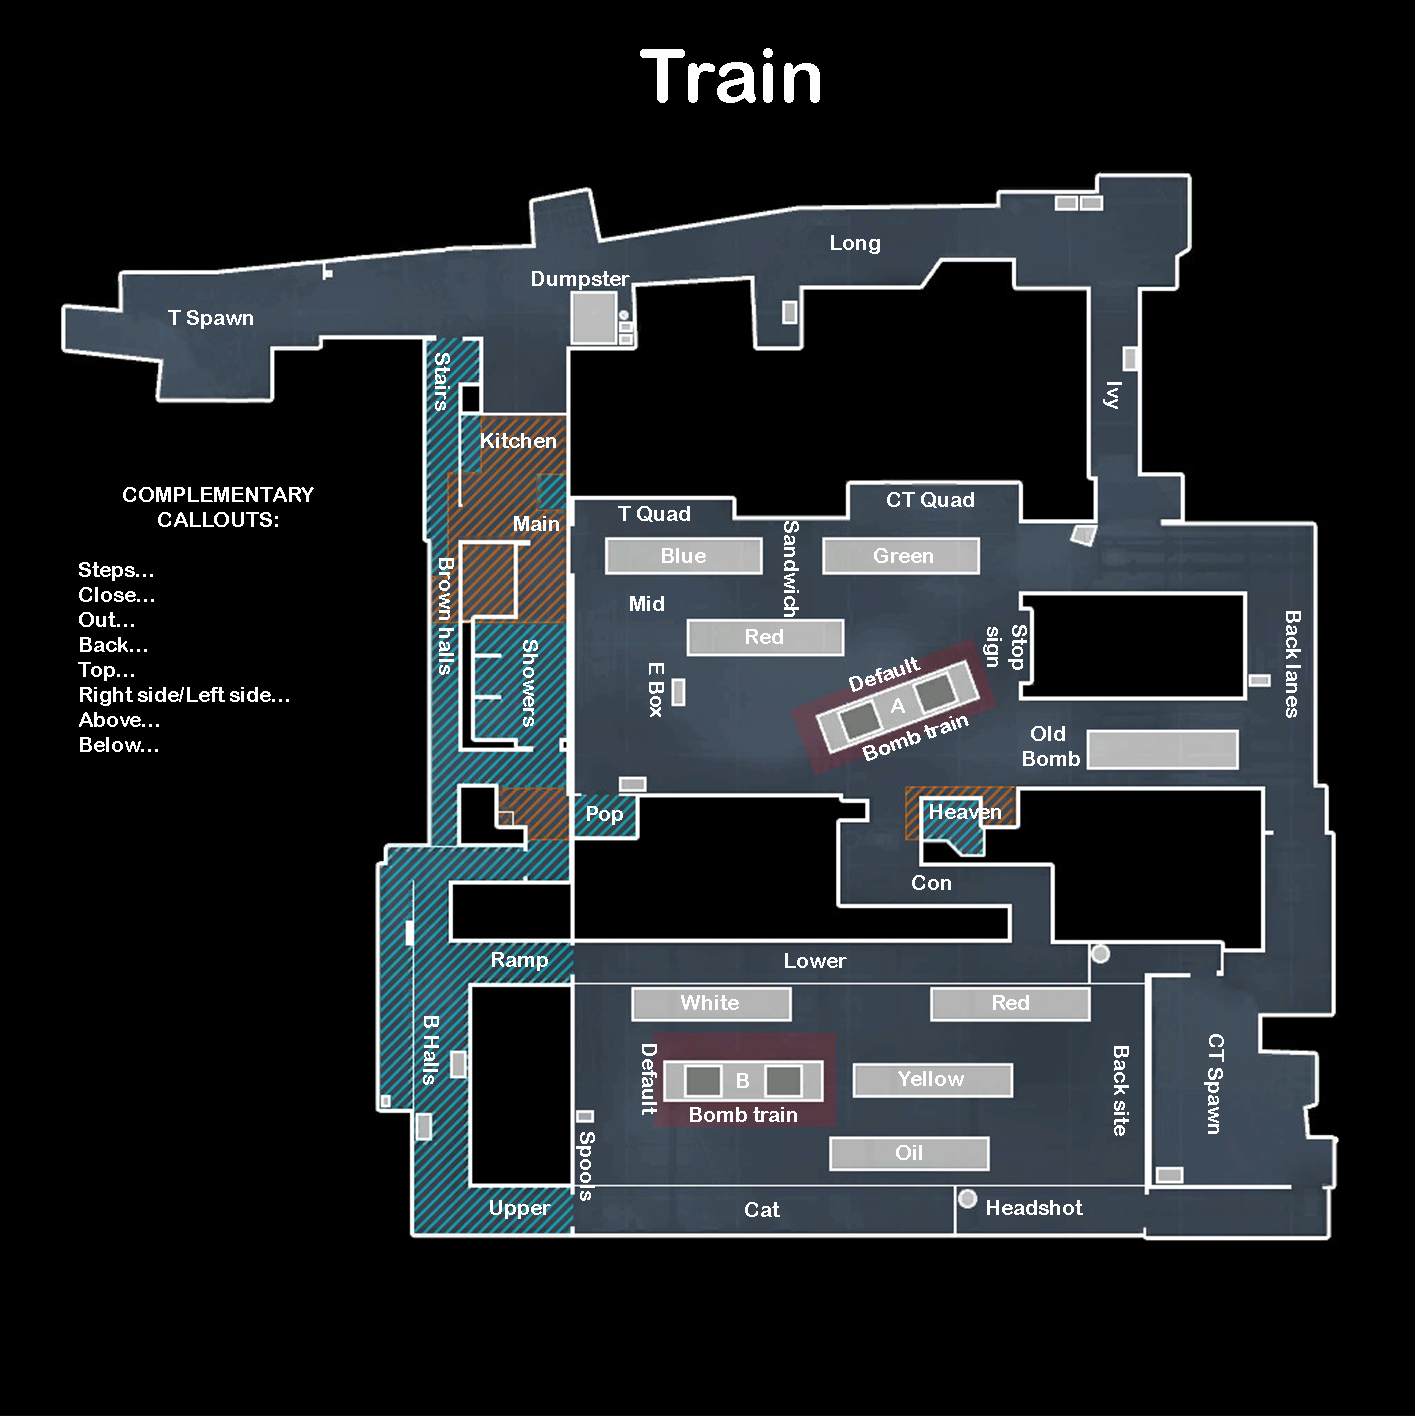 Train
Long
Dumpster
T Spawn
Stairs
Ivy
Kitchen
COMPLEMENTARY
CALLOUTS:
Steps...
Close...
Out...
Back...
Top...
Right side/Left side...
Above...
Below...
Main
T Quad
CT Quad
Blue
Sandwich
Green
Mid
Red
Brown halls
Showers
E Box
Stop
sign
Default
A
Bomb train
Back lanes
Old
Bomb
Pop
Heaven
Con
Ramp
Lower
White
Red
B Halls
Default
B
Bomb train
Yellow
Back site
CT Spawn
Spools
Oil
Upper
Cat
Headshot